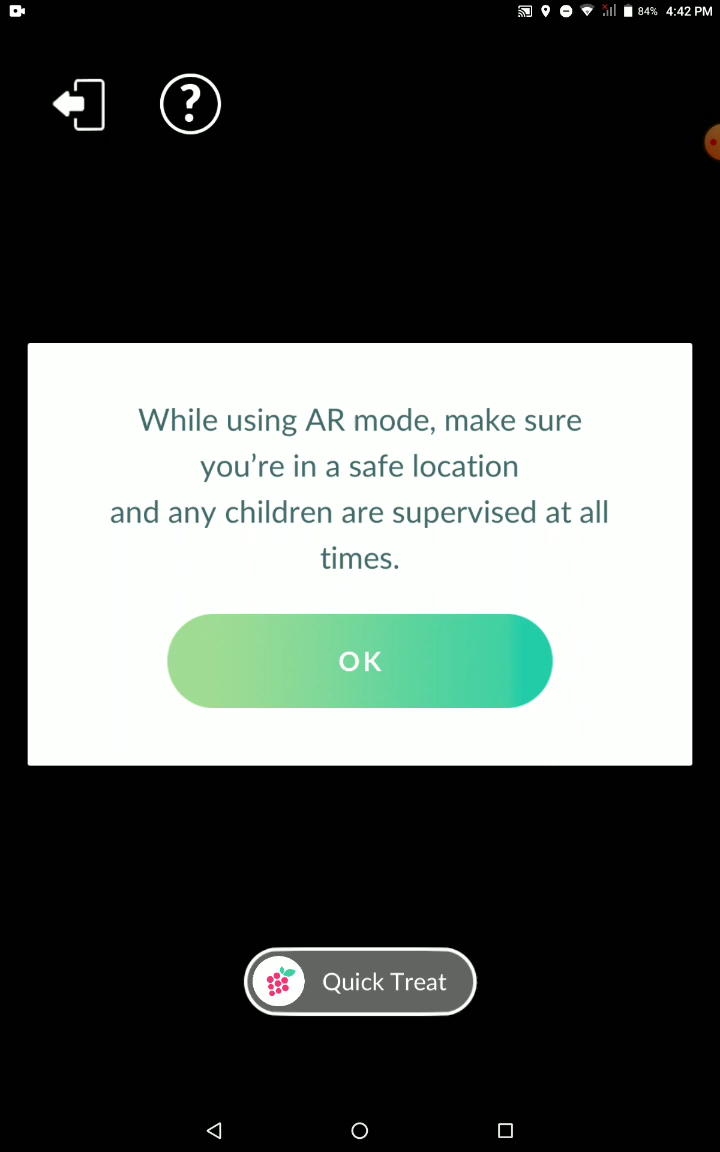 84% 4:42 PM
?
While using AR mode, make sure
you’re in a safe location
and any children are supervised at all
times.
OK
Quick Treat